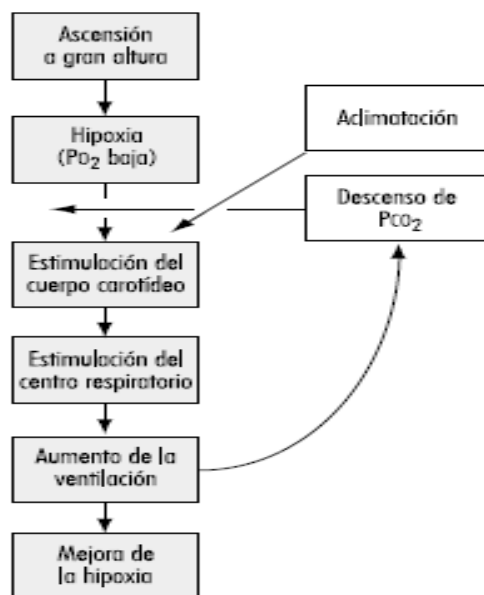 Ascensión
a gran altura
Hipoxia
(PO₂ baja)
Aclimatación
Descenso de
PCO₂
Estimulación del
cuerpo carotídeo
Estimulación del
centro respiratorio
Aumento de la
ventilación
Mejora de
la hipoxia